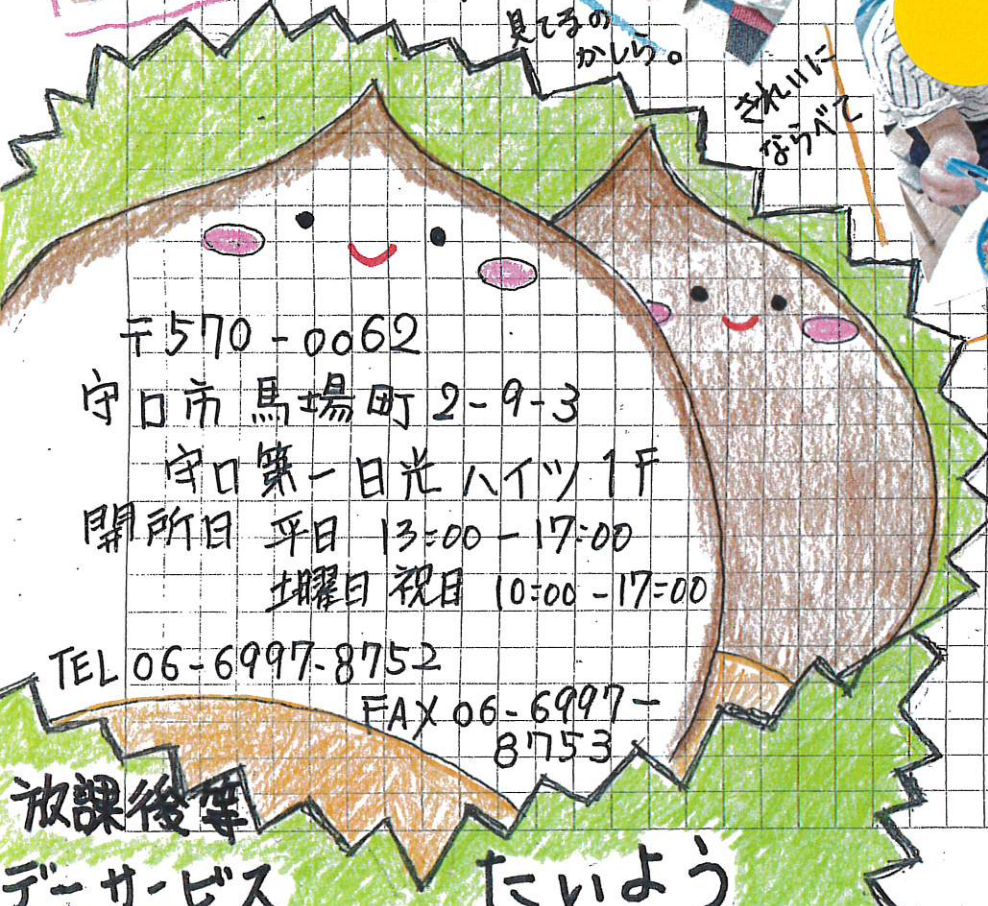 見てるの
かしら。
きれいに
ならべて
〒570-0062
守口市 馬場町 2-9-3
守口第一日光ハイツ1F
開所日 平日 13:00-17:00
土曜日 祝日 10:00-17:00
TEL 06-6997-8752
FAX 06-6997-
8753
放課後等
デーサービス たいよう